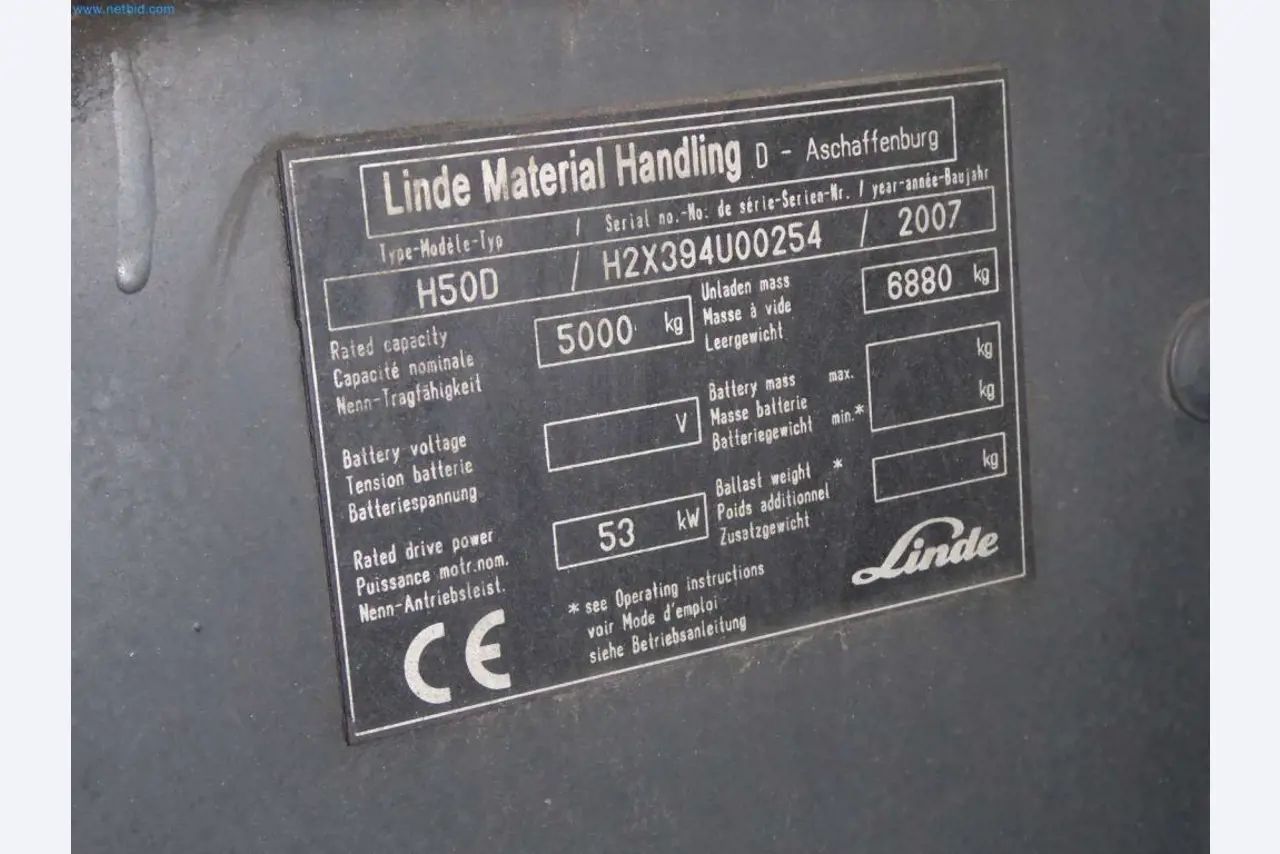 www.netbid.com
Linde Material Handling D - Aschaffenburg
Type-Modèle-Typ / Serial no.-No: de série-Serien-Nr. / year-année-Baujahr
H50D / H2X394U00254 / 2007
Rated capacity
Capacité nominale
Nenn-Tragfähigkeit
5000 kg
Unladen mass
Masse à vide
Leergewicht
6880 kg
Battery voltage
Tension batterie
Batteriespannung
V
Battery mass max.
Masse batterie
Batteriegewicht min.*
kg
kg
Rated drive power
Puissance motr.nom.
Nenn-Antriebsleist.
53 kW
Ballast weight *
Poids additionnel
Zusatzgewicht
kg
CE
* see Operating instructions
voir Mode d'emploi
siehe Betriebsanleitung
Linde